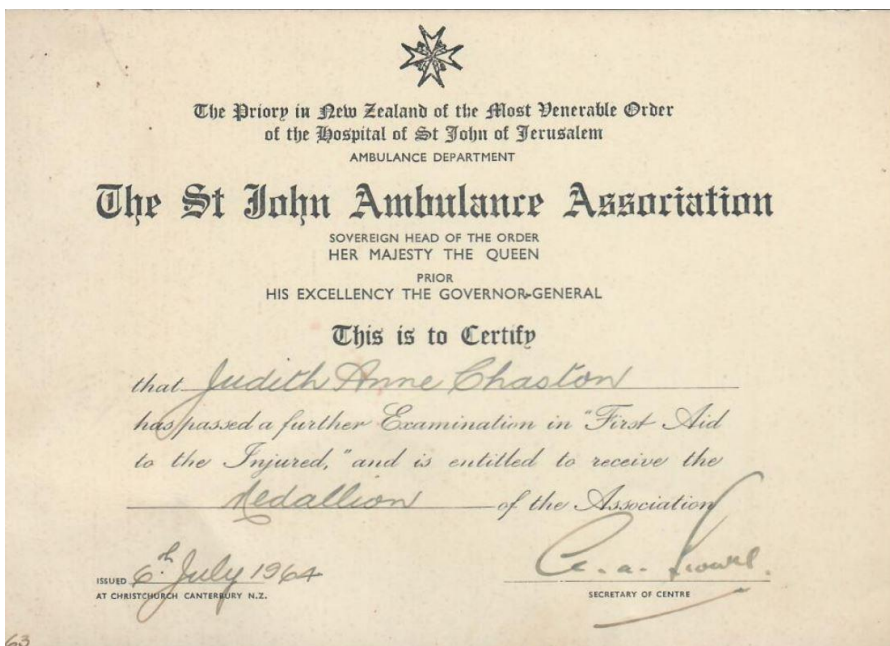 The Priory in New Zealand of the Most Venerable Order
of the Hospital of St John of Jerusalem
AMBULANCE DEPARTMENT
The St John Ambulance Association
SOVEREIGN HEAD OF THE ORDER
HER MAJESTY THE QUEEN
PRIOR
HIS EXCELLENCY THE GOVERNOR-GENERAL
This is to Certify
that Judith Anne Chaston
has passed a further Examination in "First Aid
to the Injured," and is entitled to receive the
Medallion of the Association
ISSUED 6th July 1964
AT CHRISTCHURCH CANTERBURY N.Z.
SECRETARY OF CENTRE
63